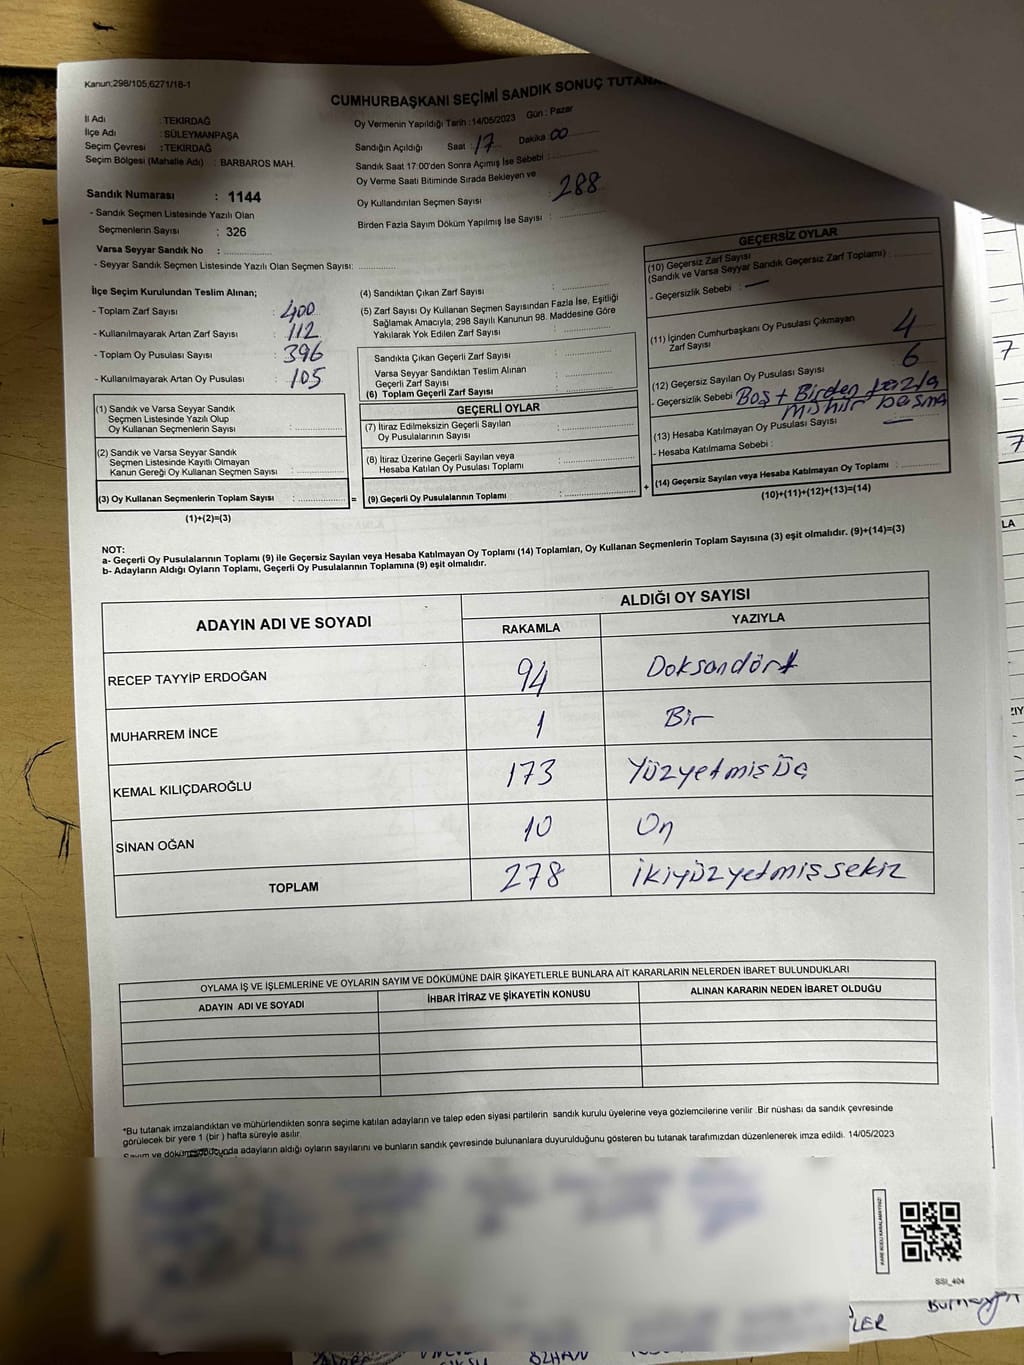 Kanun;298/105,6271/18-1
CUMHURBAŞKANI SEÇİMİ SANDIK SONUÇ
İl Adı : TEKİRDAĞ
İlçe Adı : SÜLEYMANPAŞA
Seçim Çevresi : TEKİRDAĞ
Seçim Bölgesi (Mahalle Adı) : BARBAROS MAH.
Sandık Numarası : 1144
- Sandık Seçmen Listesinde Yazılı Olan
Seçmenlerin Sayısı : 326
Varsa Seyyar Sandık No :
- Seyyar Sandık Seçmen Listesinde Yazılı Olan Seçmen Sayısı:
Oy Vermenin Yapıldığı Tarih :14/05/2023 Gün : Pazar
Sandığın Açıldığı Saat : 17 Dakika 00
Sandık Saat 17:00'den Sonra Açılmış İse Sebebi :
Oy Verme Saati Bitiminde Sırada Bekleyen ve
Oy Kullandırılan Seçmen Sayısı : 288
Birden Fazla Sayım Döküm Yapılmış İse Sayısı :
İlçe Seçim Kurulundan Teslim Alınan;
- Toplam Zarf Sayısı : 400
- Kullanılmayarak Artan Zarf Sayısı : 112
- Toplam Oy Pusulası Sayısı : 396
- Kullanılmayarak Artan Oy Pusulası : 105
(1) Sandık ve Varsa Seyyar Sandık
Seçmen Listesinde Yazılı Olup
Oy Kullanan Seçmenlerin Sayısı :
(2) Sandık ve Varsa Seyyar Sandık
Seçmen Listesinde Kayıtlı Olmayan
Kanun Gereği Oy Kullanan Seçmen Sayısı :
(3) Oy Kullanan Seçmenlerin Toplam Sayısı :
(1)+(2)=(3)
(4) Sandıktan Çıkan Zarf Sayısı :
(5) Zarf Sayısı Oy Kullanan Seçmen Sayısından Fazla İse, Eşitliği
Sağlamak Amacıyla; 298 Sayılı Kanunun 98. Maddesine Göre
Yakılarak Yok Edilen Zarf Sayısı :
Sandıkta Çıkan Geçerli Zarf Sayısı :
Varsa Seyyar Sandıktan Teslim Alınan
Geçerli Zarf Sayısı :
(6) Toplam Geçerli Zarf Sayısı :
GEÇERLİ OYLAR
(7) İtiraz Edilmeksizin Geçerli Sayılan
Oy Pusulalarının Sayısı :
(8) İtiraz Üzerine Geçerli Sayılan veya
Hesaba Katılan Oy Pusulası Toplamı :
= (9) Geçerli Oy Pusulalarının Toplamı :
GEÇERSİZ OYLAR
(10) Geçersiz Zarf Sayısı
(Sandık ve Varsa Seyyar Sandık Geçersiz Zarf Toplamı) :
- Geçersizlik Sebebi : —
(11) İçinden Cumhurbaşkanı Oy Pusulası Çıkmayan
Zarf Sayısı : 4
(12) Geçersiz Sayılan Oy Pusulası Sayısı : 6
- Geçersizlik Sebebi : Boş + Birden fazla
mühür basma
(13) Hesaba Katılmayan Oy Pusulası Sayısı : —
- Hesaba Katılmama Sebebi :
+ (14) Geçersiz Sayılan veya Hesaba Katılmayan Oy Toplamı :
(10)+(11)+(12)+(13)=(14)
NOT:
a- Geçerli Oy Pusulalarının Toplamı (9) ile Geçersiz Sayılan veya Hesaba Katılmayan Oy Toplamı (14) Toplamları, Oy Kullanan Seçmenlerin Toplam Sayısına (3) eşit olmalıdır. (9)+(14)=(3)
b- Adayların Aldığı Oyların Toplamı, Geçerli Oy Pusulalarının Toplamına (9) eşit olmalıdır.
ADAYIN ADI VE SOYADI ALDIĞI OY SAYISI
RAKAMLA YAZIYLA
RECEP TAYYİP ERDOĞAN 94 Doksandört
MUHARREM İNCE 1 Bir
KEMAL KILIÇDAROĞLU 173 YüzyetmişÜç
SİNAN OĞAN 10 On
TOPLAM 278 İkiyüzyetmişsekiz
OYLAMA İŞ VE İŞLEMLERİNE VE OYLARIN SAYIM VE DÖKÜMÜNE DAİR ŞİKAYETLERLE BUNLARA AİT KARARLARIN NELERDEN İBARET BULUNDUKLARI
ADAYIN ADI VE SOYADI İHBAR İTİRAZ VE ŞİKAYETİN KONUSU ALINAN KARARIN NEDEN İBARET OLDUĞU
*Bu tutanak imzalandıktan ve mühürlendikten sonra seçime katılan adayların ve talep eden siyasi partilerin sandık kurulu üyelerine veya gözlemcilerine verilir .Bir nüshası da sandık çevresinde
görülecek bir yere 1 (bir ) hafta süreyle asılır.
Sayım ve döküm adayların aldığı oyların sayılarını ve bunların sandık çevresinde bulunanlara duyurulduğunu gösteren bu tutanak tarafımızdan düzenlenerek imza edildi. 14/05/2023
SSI_404